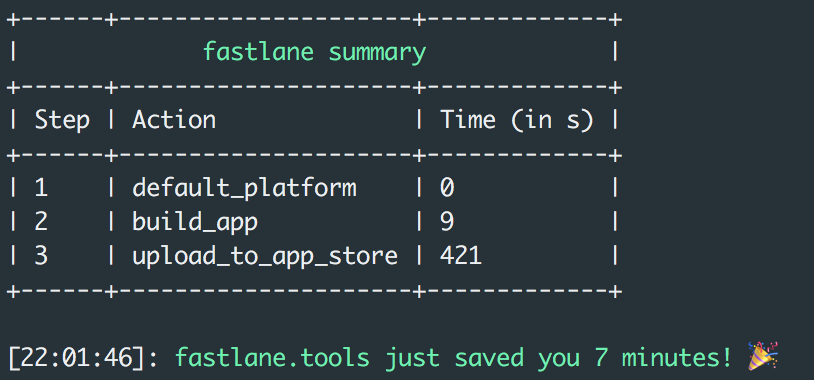 +------+---------------------+-------------+
|             fastlane summary             |
+------+---------------------+-------------+
| Step | Action              | Time (in s) |
+------+---------------------+-------------+
| 1    | default_platform    | 0           |
| 2    | build_app           | 9           |
| 3    | upload_to_app_store | 421         |
+------+---------------------+-------------+
[22:01:46]: fastlane.tools just saved you 7 minutes! 🎉